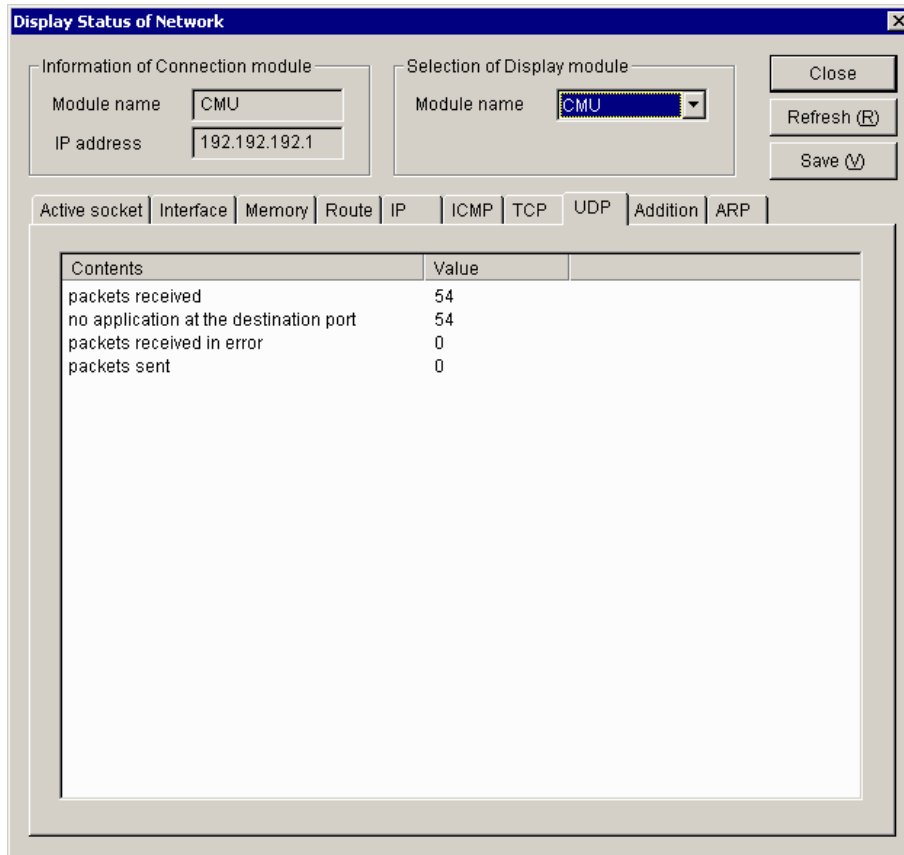 Display Status of Network
Information of Connection module
Module name CMU
IP address 192.192.192.1
Selection of Display module
Module name CMU
Close
Refresh (R)
Save (V)
Active socket Interface Memory Route IP ICMP TCP UDP Addition ARP
Contents Value
packets received 54
no application at the destination port 54
packets received in error 0
packets sent 0